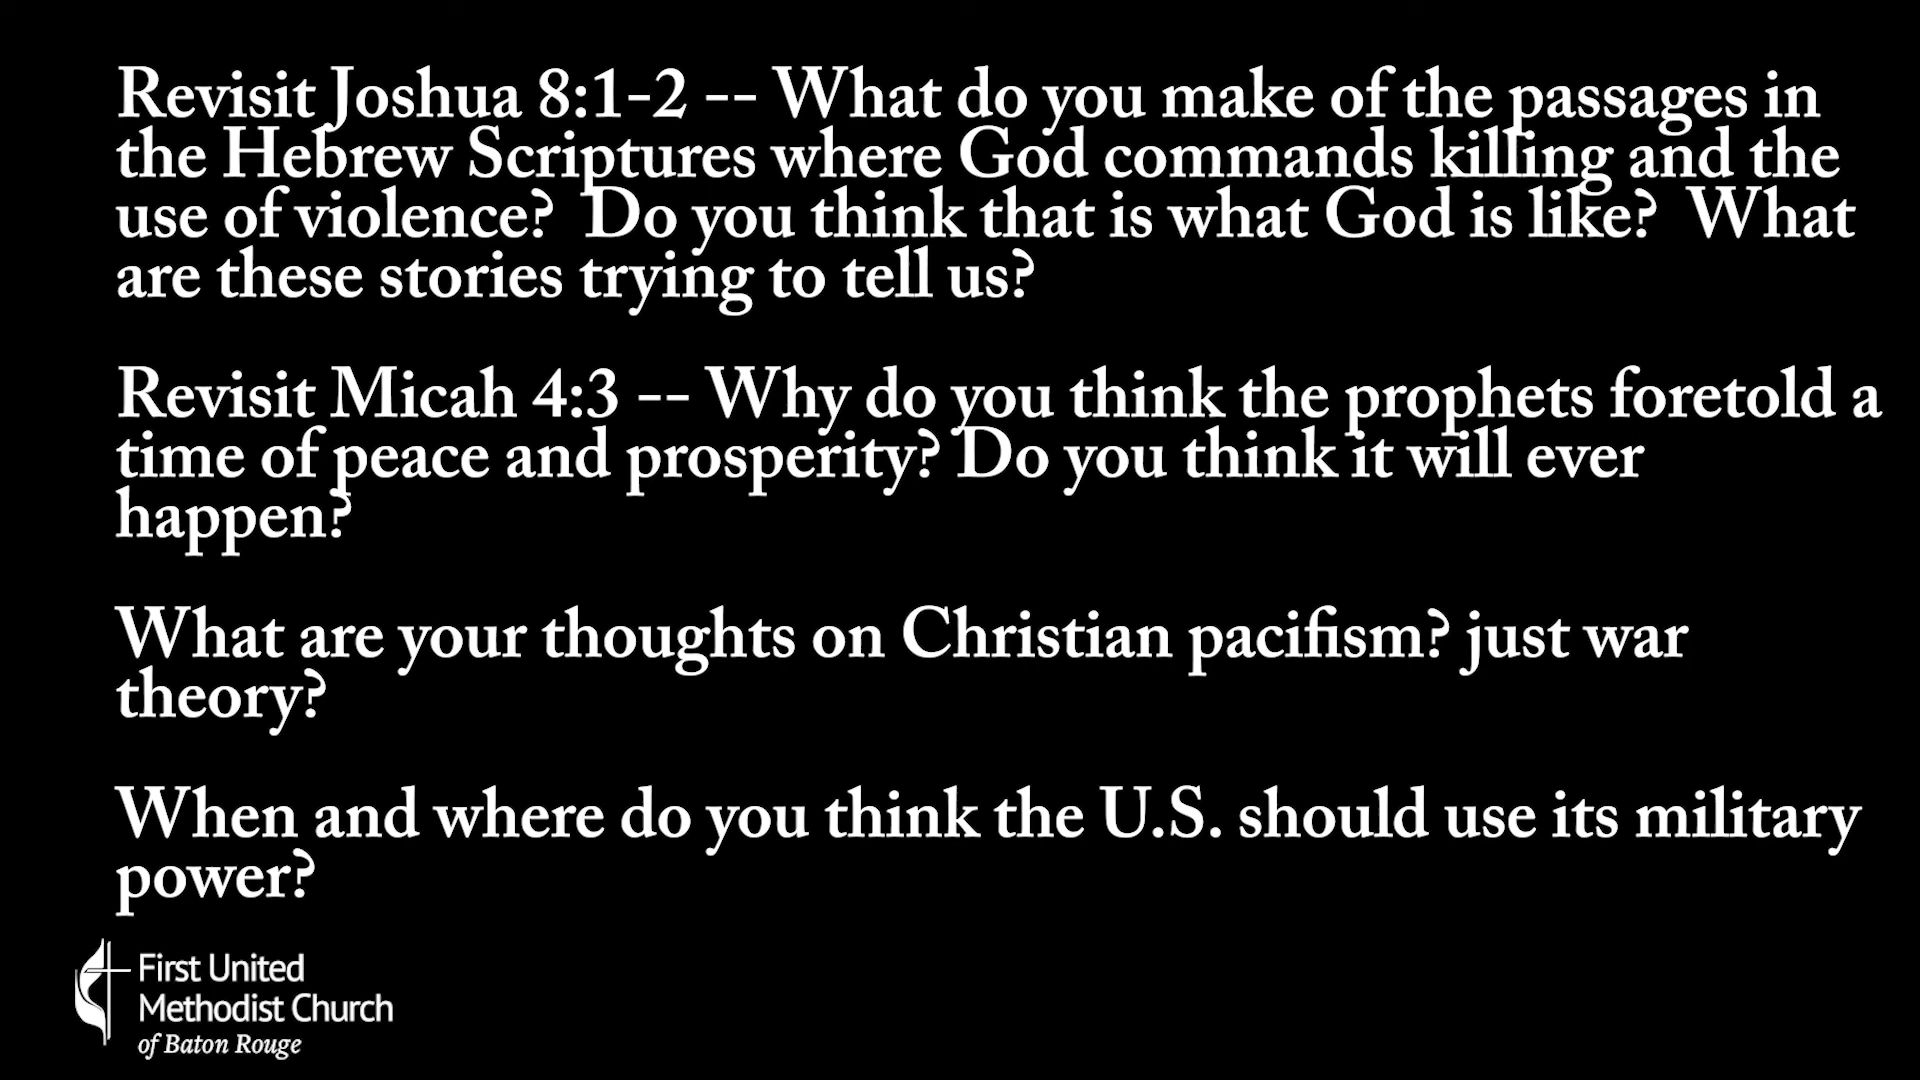 Revisit Joshua 8:1-2 -- What do you make of the passages in
the Hebrew Scriptures where God commands killing and the
use of violence?  Do you think that is what God is like?  What
are these stories trying to tell us?
Revisit Micah 4:3 -- Why do you think the prophets foretold a
time of peace and prosperity? Do you think it will ever
happen?
What are your thoughts on Christian pacifism? just war
theory?
When and where do you think the U.S. should use its military
power?
First United
Methodist Church
of Baton Rouge